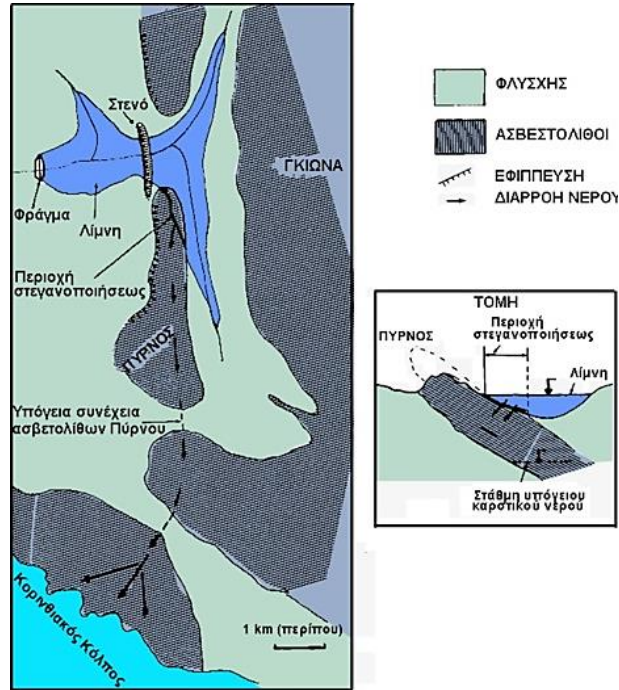 Στενό
ΓΚΙΩΝΑ
Φράγμα
Λίμνη
Περιοχή
στεγανοποιήσεως
ΠΥΡΝΟΣ
Υπόγεια συνέχεια
ασβετολίθων Πύρνου
Κορινθιακός Κόλπος
1 km (περίπου)
ΦΛΥΣΧΗΣ
ΑΣΒΕΣΤΟΛΙΘΟΙ
ΕΦΙΠΠΕΥΣΗ
ΔΙΑΡΡΟΗ ΝΕΡΟΥ
ΤΟΜΗ
Περιοχή
στεγανοποιήσεως
ΠΥΡΝΟΣ
Λίμνη
Στάθμη υπόγειου
καρστικού νερού